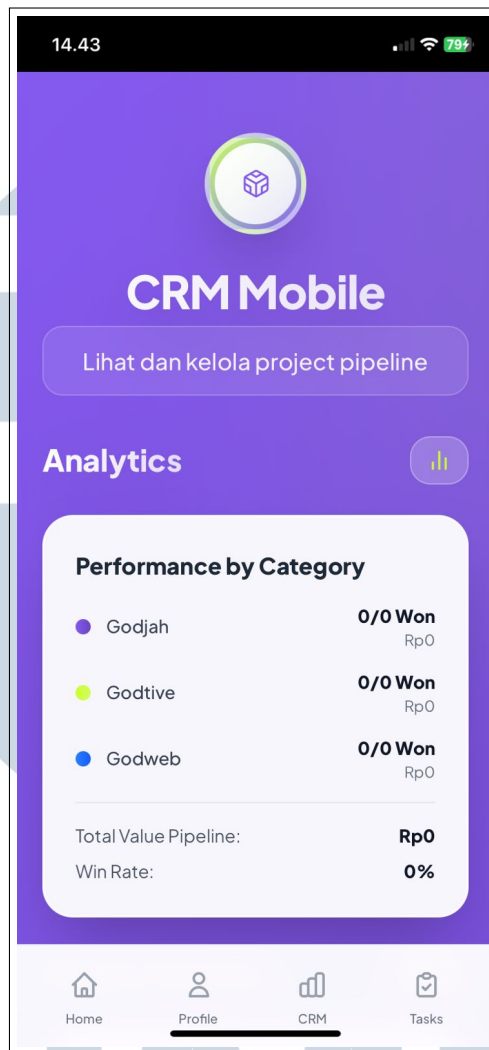 14.43
79
CRM Mobile
Lihat dan kelola project pipeline
Analytics
Performance by Category
Godjah 0/0 Won
Rp0
Godtive 0/0 Won
Rp0
Godweb 0/0 Won
Rp0
Total Value Pipeline: Rp0
Win Rate: 0%
Home Profile CRM Tasks